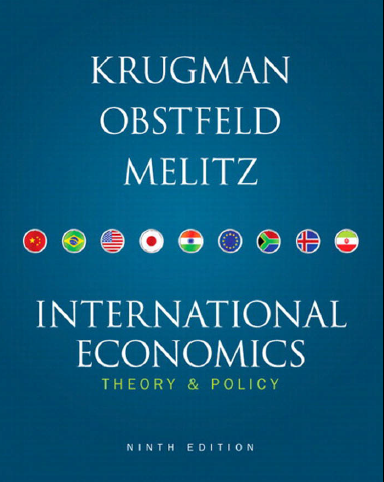 KRUGMAN
OBSTFELD
MELITZ
INTERNATIONAL
ECONOMICS
THEORY & POLICY
NINTH EDITION